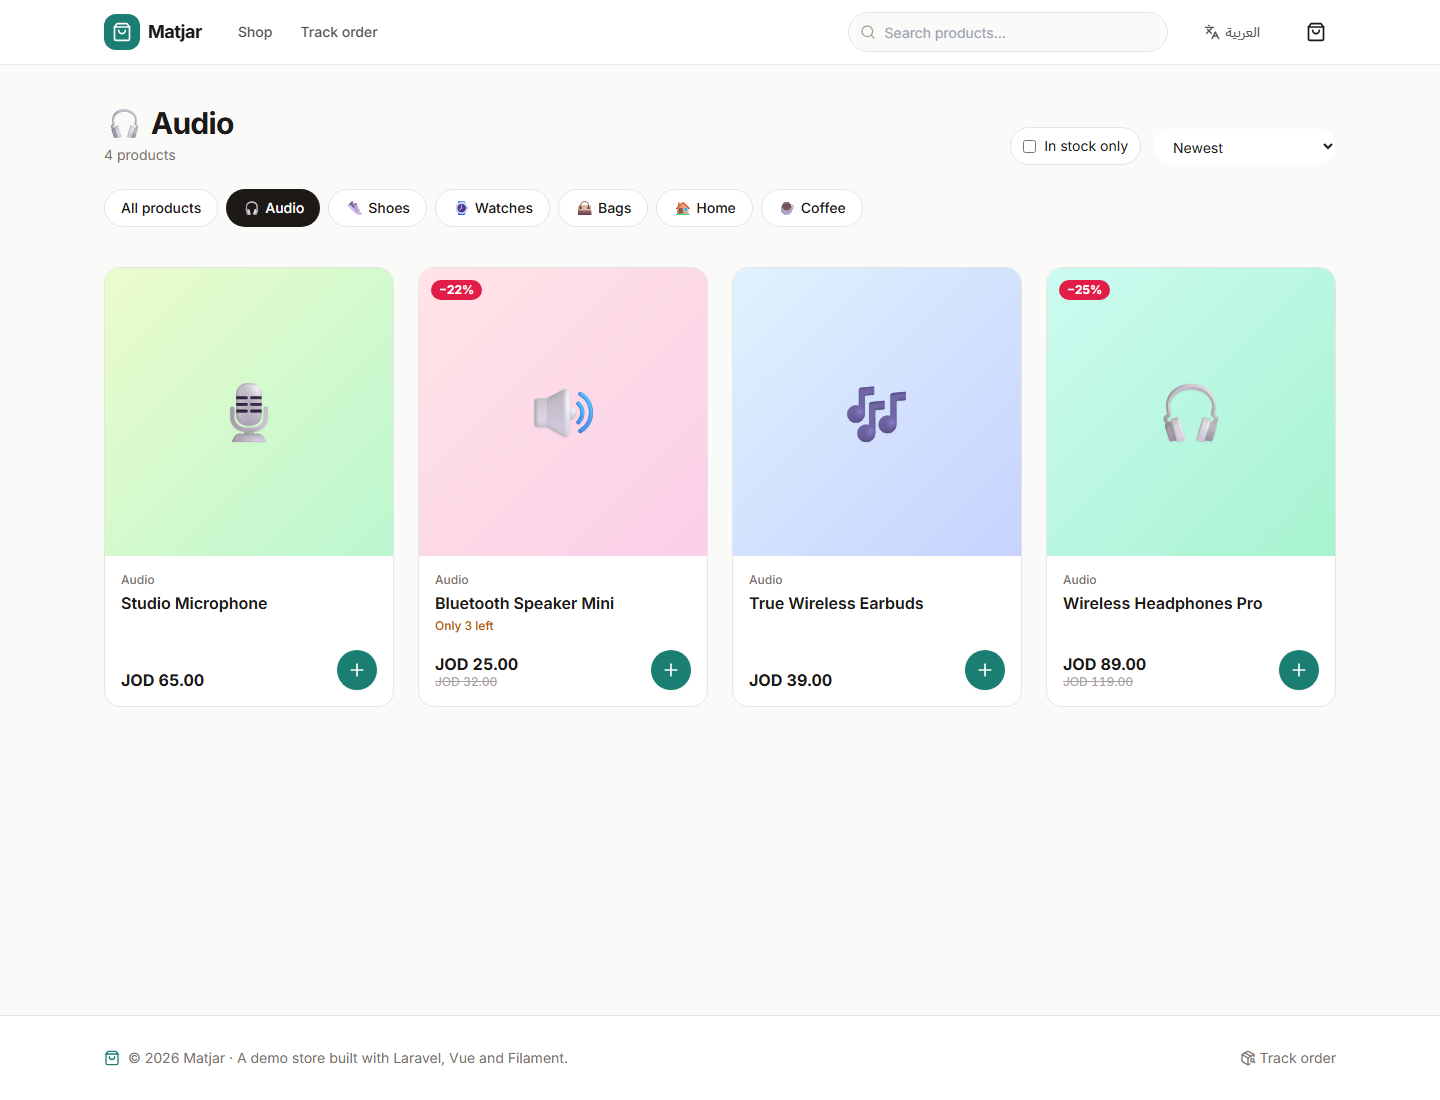 Matjar
Shop
Track order
Search products...
العربية
Audio
4 products
In stock only
Newest
All products
Audio
Shoes
Watches
Bags
Home
Coffee
−22%
−25%
Audio
Studio Microphone
JOD 65.00
Audio
Bluetooth Speaker Mini
Only 3 left
JOD 25.00
JOD 32.00
Audio
True Wireless Earbuds
JOD 39.00
Audio
Wireless Headphones Pro
JOD 89.00
JOD 119.00
© 2026 Matjar · A demo store built with Laravel, Vue and Filament.
Track order